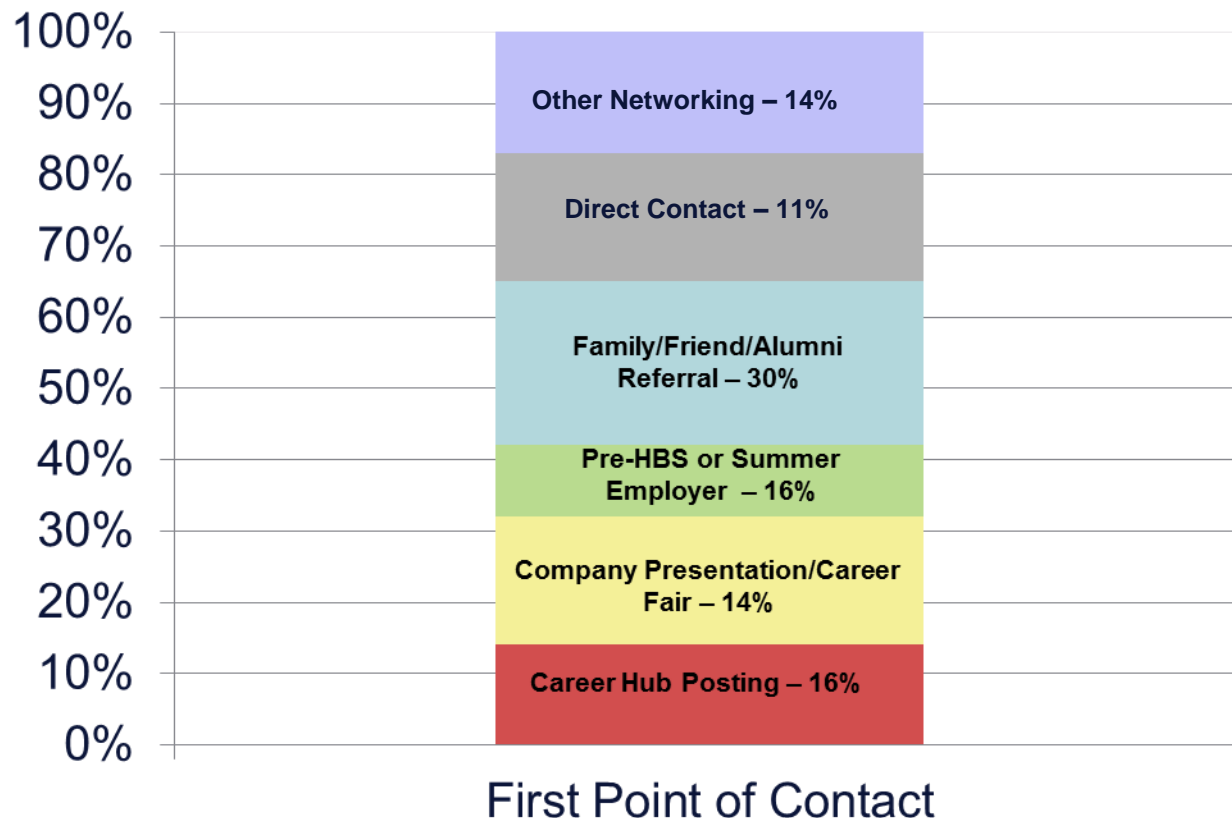 100%
90%
80%
70%
60%
50%
40%
30%
20%
10%
0%
Other Networking – 14%
Direct Contact – 11%
Family/Friend/Alumni
Referral – 30%
Pre-HBS or Summer
Employer – 16%
Company Presentation/Career
Fair – 14%
Career Hub Posting – 16%
First Point of Contact